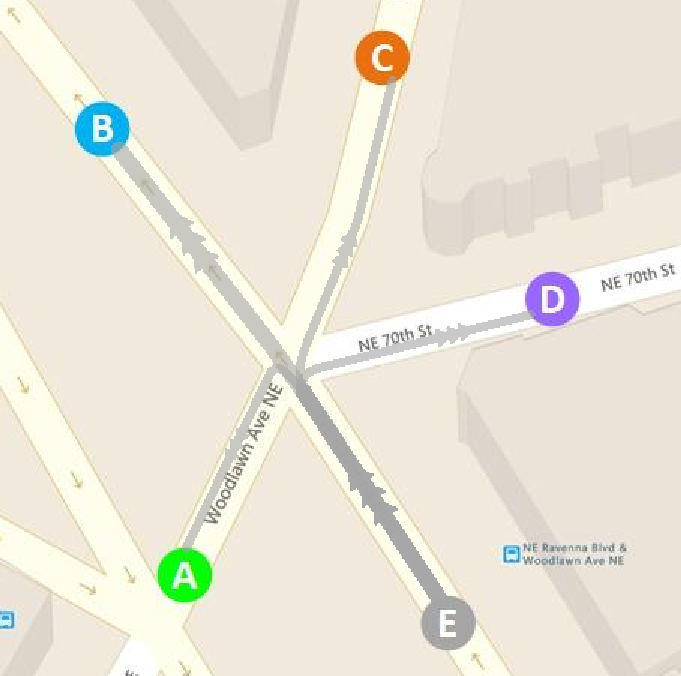 C
B
NE 70th St
D
NE 70th St
Woodlawn Ave NE
NE Ravenna Blvd &
Woodlawn Ave NE
A
E